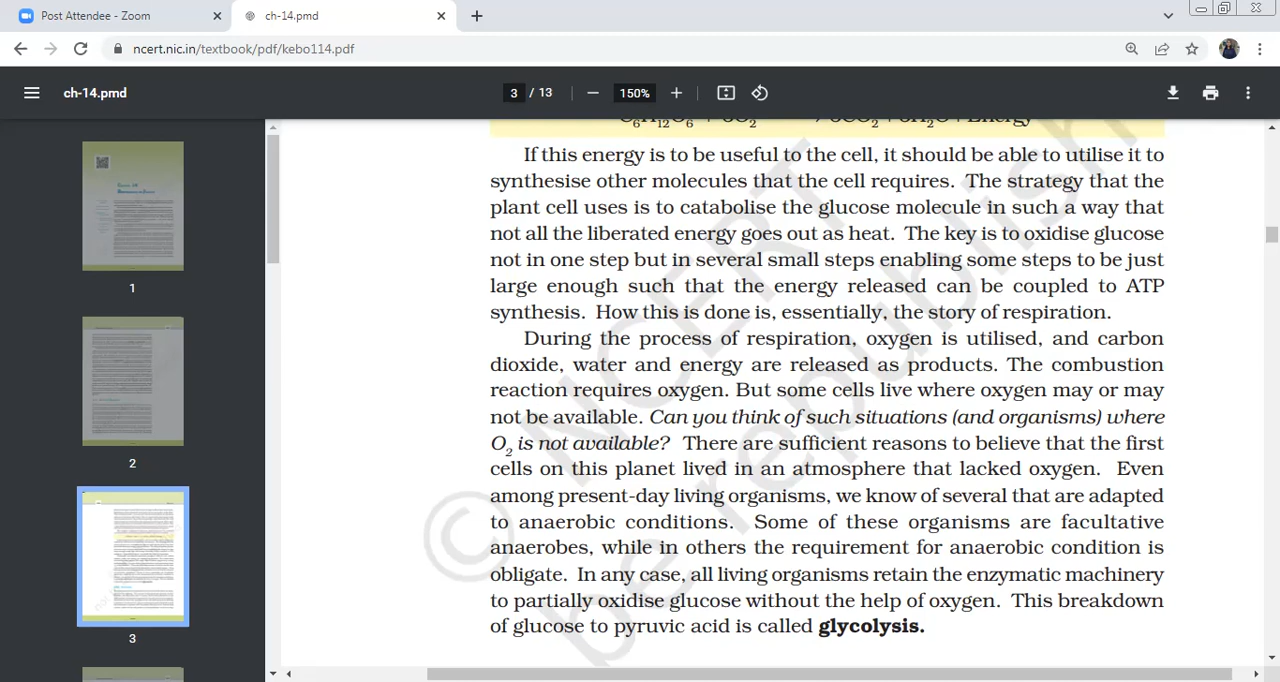 Post Attendee - Zoom
ch-14.pmd
ncert.nic.in/textbook/pdf/kebo114.pdf
ch-14.pmd
3 / 13
150%
1
2
3
C6H12O6 + 6O2 6CO2 + 6H2O + Energy
If this energy is to be useful to the cell, it should be able to utilise it to
synthesise other molecules that the cell requires. The strategy that the
plant cell uses is to catabolise the glucose molecule in such a way that
not all the liberated energy goes out as heat. The key is to oxidise glucose
not in one step but in several small steps enabling some steps to be just
large enough such that the energy released can be coupled to ATP
synthesis. How this is done is, essentially, the story of respiration.
During the process of respiration, oxygen is utilised, and carbon
dioxide, water and energy are released as products. The combustion
reaction requires oxygen. But some cells live where oxygen may or may
not be available. Can you think of such situations (and organisms) where
O2 is not available? There are sufficient reasons to believe that the first
cells on this planet lived in an atmosphere that lacked oxygen. Even
among present-day living organisms, we know of several that are adapted
to anaerobic conditions. Some of these organisms are facultative
anaerobes, while in others the requirement for anaerobic condition is
obligate. In any case, all living organisms retain the enzymatic machinery
to partially oxidise glucose without the help of oxygen. This breakdown
of glucose to pyruvic acid is called glycolysis.
© NCERT
be republish